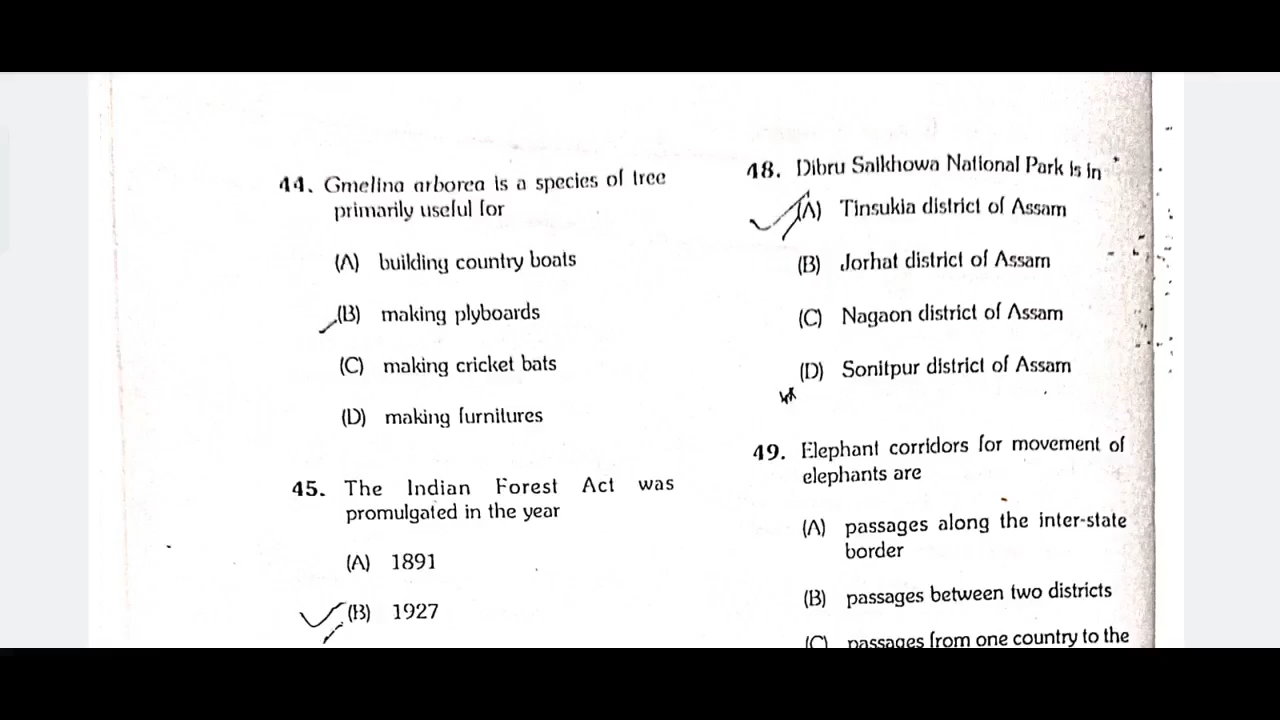 44. Gmelina arborea is a species of tree
primarily useful for
(A) building country boats
(B) making plyboards
(C) making cricket bats
(D) making furnitures
45. The Indian Forest Act was
promulgated in the year
(A) 1891
(B) 1927
48. Dibru Saikhowa National Park is in
(A) Tinsukia district of Assam
(B) Jorhat district of Assam
(C) Nagaon district of Assam
(D) Sonitpur district of Assam
49. Elephant corridors for movement of
elephants are
(A) passages along the inter-state
border
(B) passages between two districts
(C) passages from one country to the